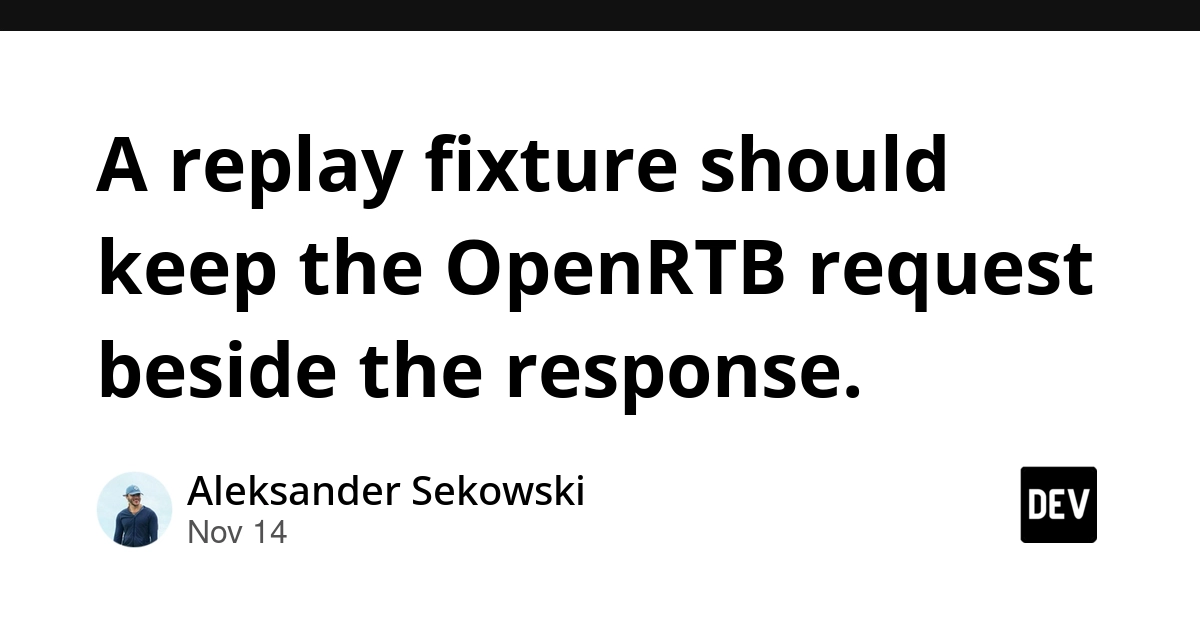 A replay fixture should
keep the OpenRTB request
beside the response.
Aleksander Sekowski
Nov 14
DEV